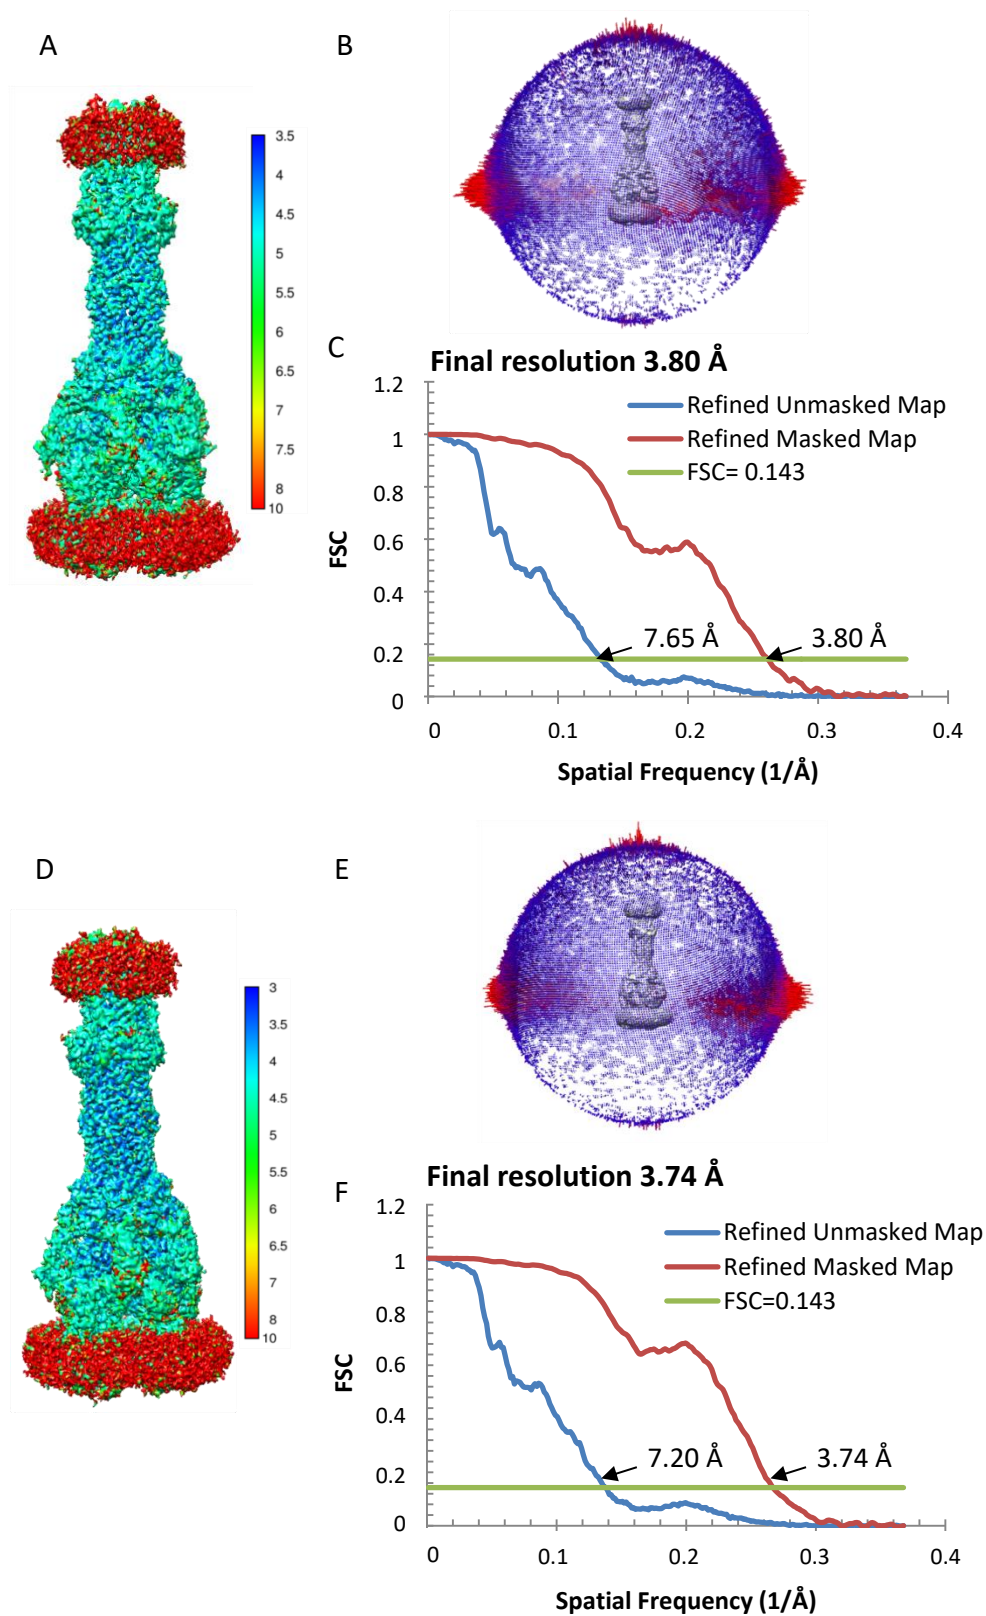 A
B
3.5
4
4.5
5
5.5
6
6.5
7
7.5
8
10
C
Final resolution 3.80 Å
1.2
1
0.8
0.6
0.4
0.2
0
FSC
Refined Unmasked Map
Refined Masked Map
FSC= 0.143
7.65 Å
3.80 Å
0
0.1
0.2
0.3
0.4
Spatial Frequency (1/Å)
D
E
3
3.5
4
4.5
5
5.5
6
6.5
7
8
10
Final resolution 3.74 Å
F
1.2
1
0.8
0.6
0.4
0.2
0
FSC
Refined Unmasked Map
Refined Masked Map
FSC=0.143
7.20 Å
3.74 Å
0
0.1
0.2
0.3
0.4
Spatial Frequency (1/Å)